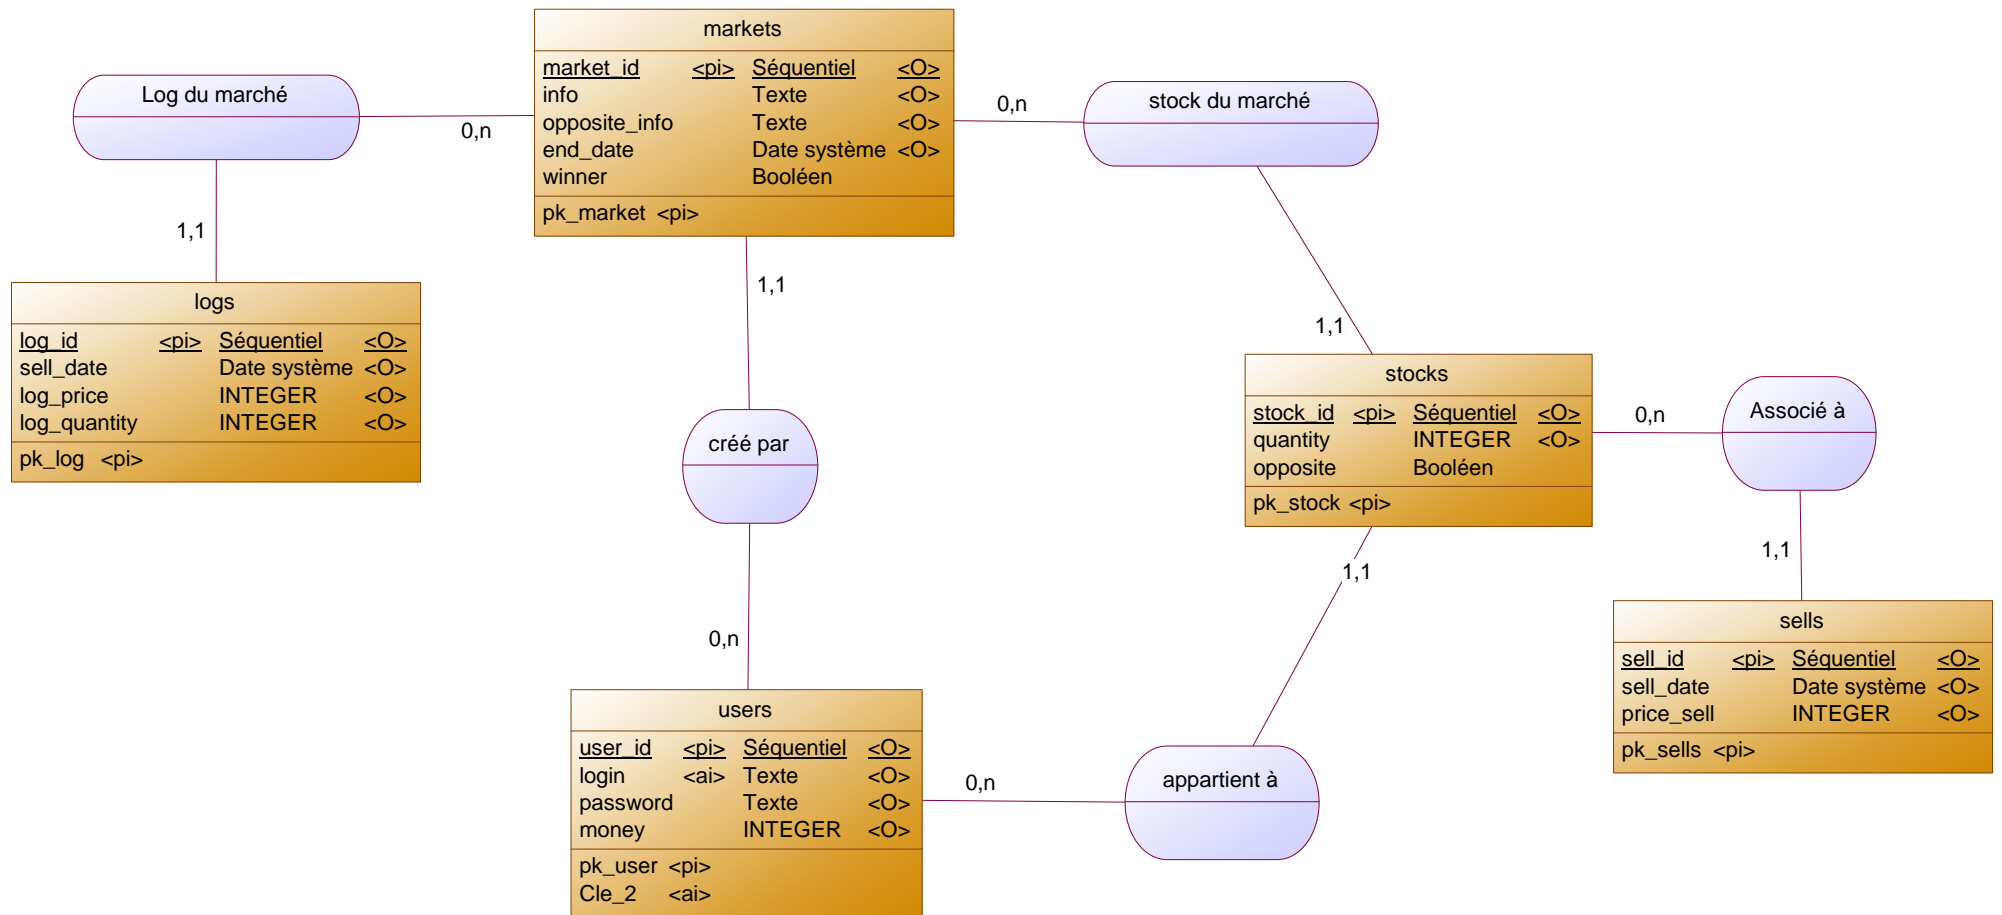 markets
market_id <pi> Séquentiel <O>
info Texte <O>
opposite_info Texte <O>
end_date Date système <O>
winner Booléen
pk_market <pi>
Log du marché
0,n
1,1
0,n
stock du marché
1,1
logs
log_id <pi> Séquentiel <O>
sell_date Date système <O>
log_price INTEGER <O>
log_quantity INTEGER <O>
pk_log <pi>
1,1
créé par
0,n
stocks
stock_id <pi> Séquentiel <O>
quantity INTEGER <O>
opposite Booléen
pk_stock <pi>
0,n
Associé à
1,1
1,1
sells
sell_id <pi> Séquentiel <O>
sell_date Date système <O>
price_sell INTEGER <O>
pk_sells <pi>
users
user_id <pi> Séquentiel <O>
login <ai> Texte <O>
password Texte <O>
money INTEGER <O>
pk_user <pi>
Cle_2 <ai>
0,n
appartient à